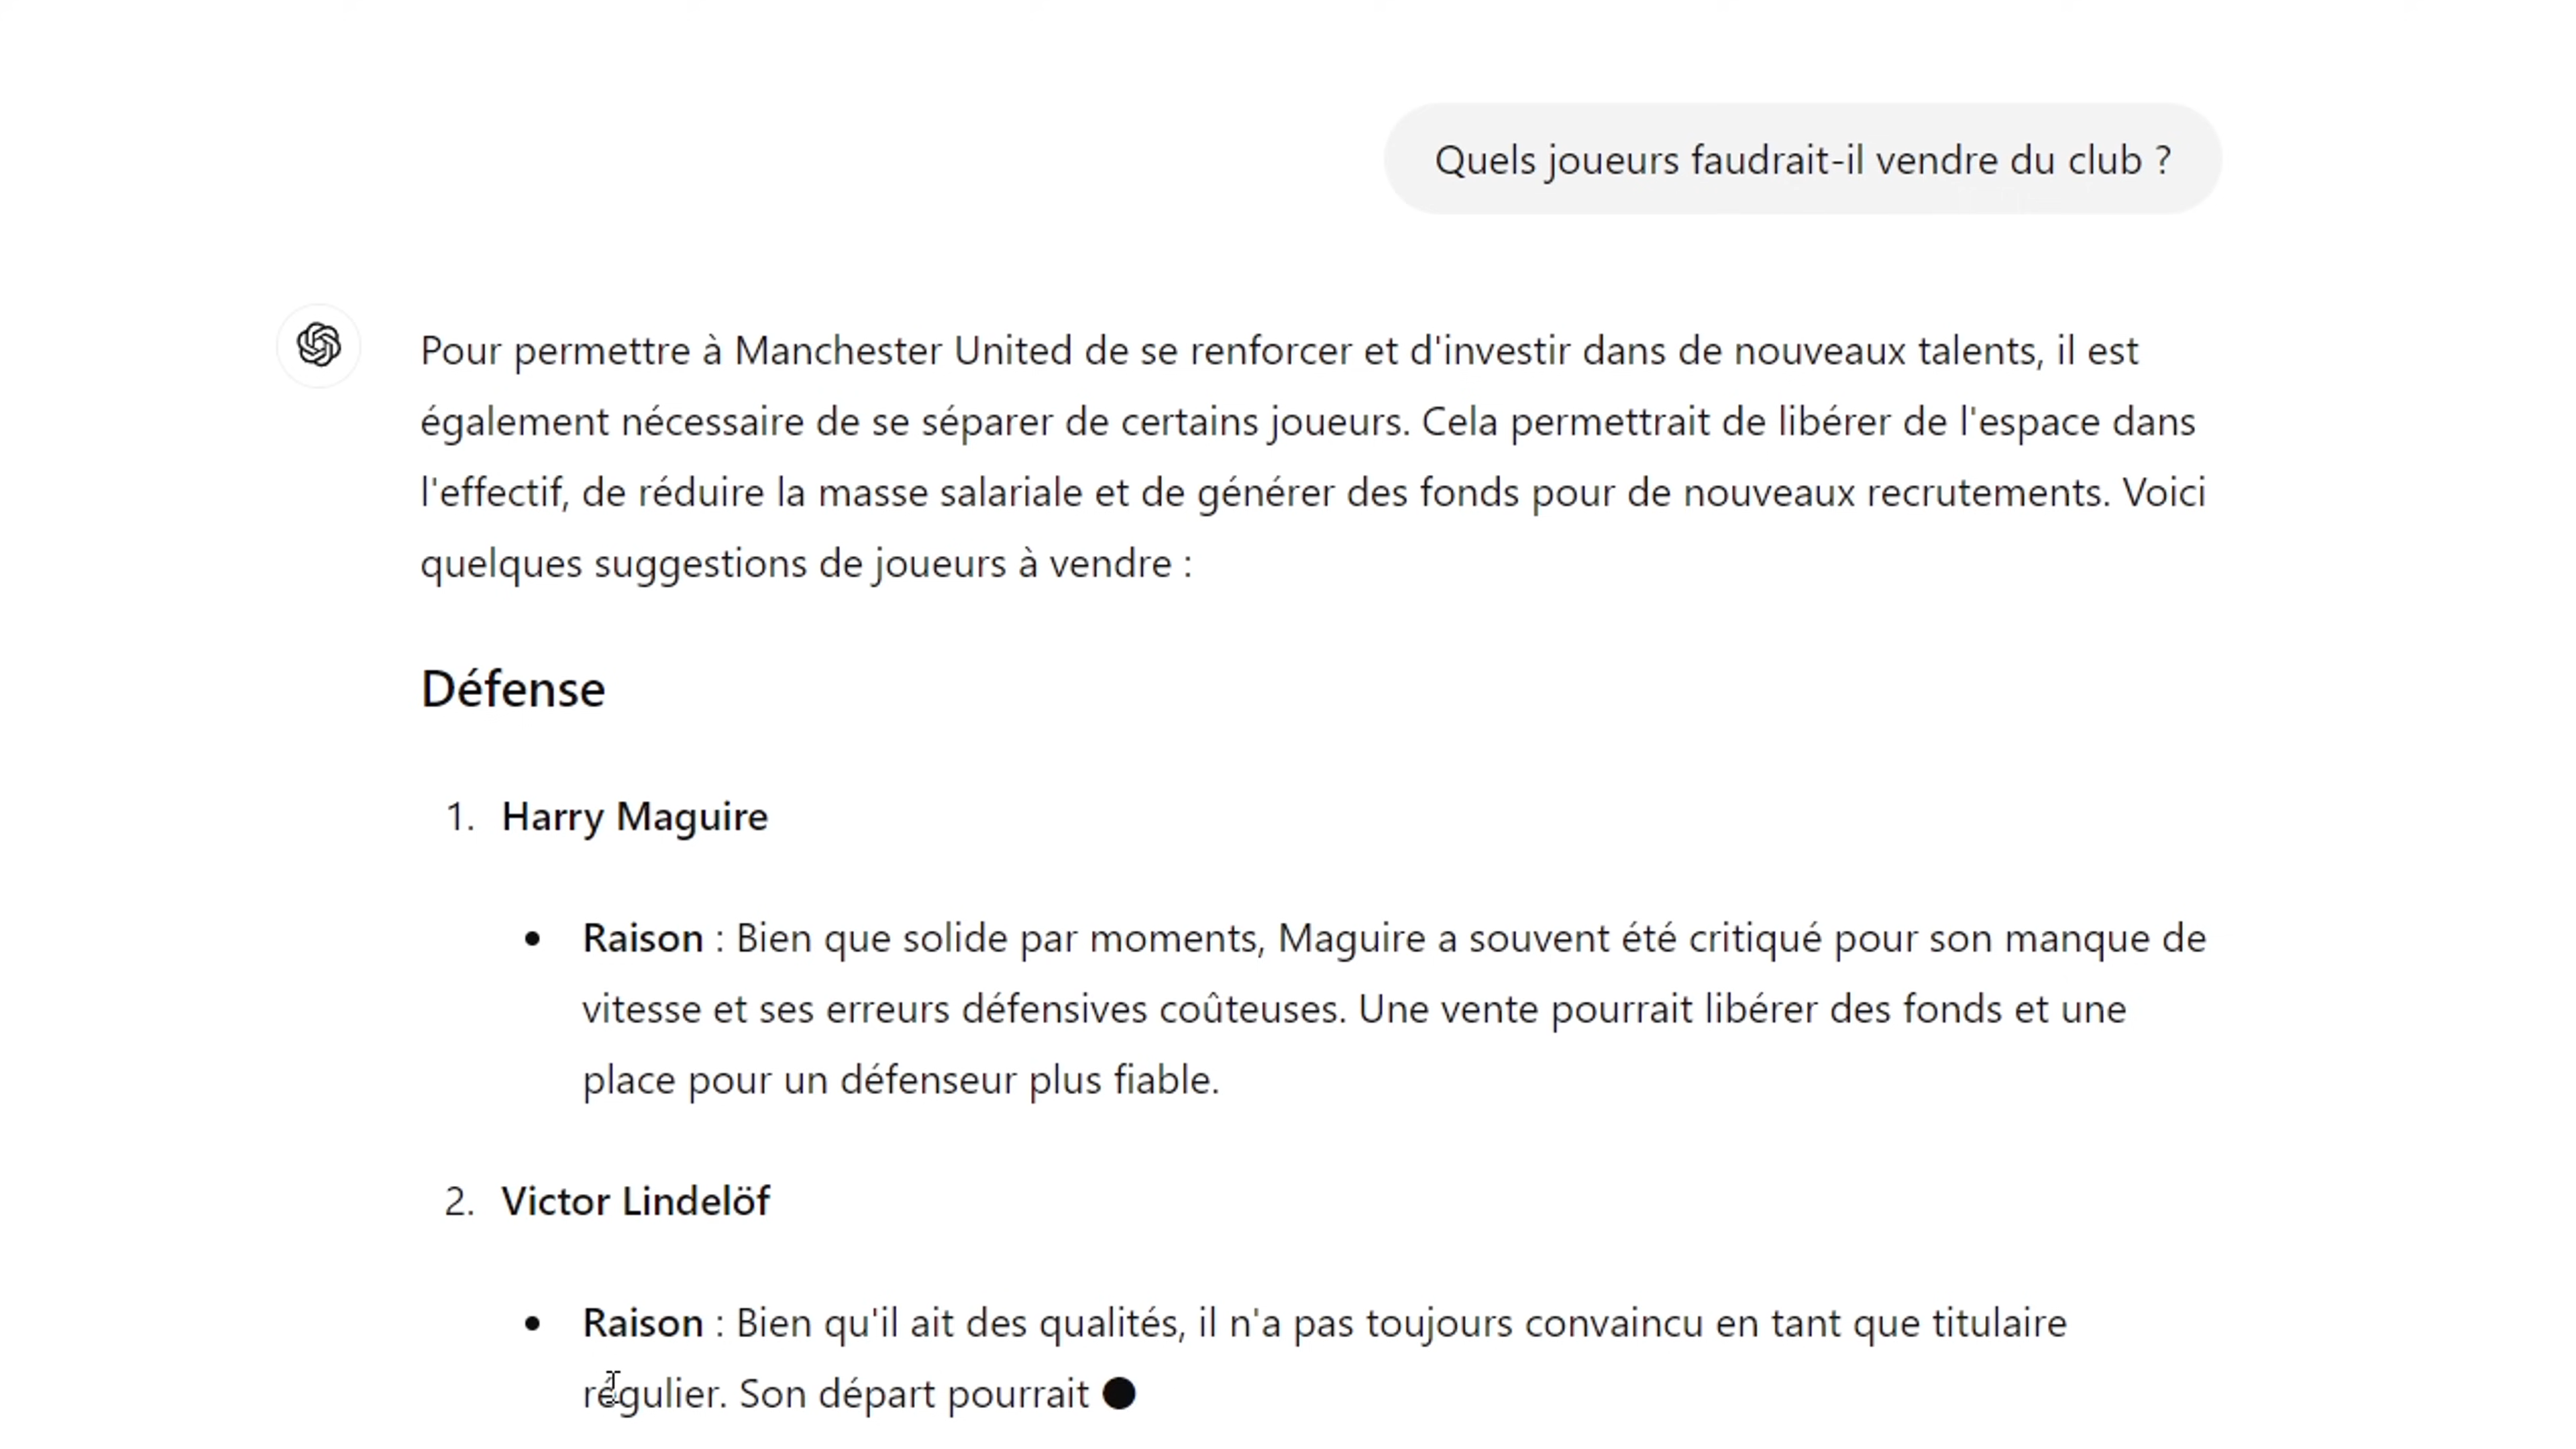 Quels joueurs faudrait-il vendre du club ?
Pour permettre à Manchester United de se renforcer et d'investir dans de nouveaux talents, il est
également nécessaire de se séparer de certains joueurs. Cela permettrait de libérer de l'espace dans
l'effectif, de réduire la masse salariale et de générer des fonds pour de nouveaux recrutements. Voici
quelques suggestions de joueurs à vendre :
Défense
1. Harry Maguire
• Raison : Bien que solide par moments, Maguire a souvent été critiqué pour son manque de
vitesse et ses erreurs défensives coûteuses. Une vente pourrait libérer des fonds et une
place pour un défenseur plus fiable.
2. Victor Lindelöf
• Raison : Bien qu'il ait des qualités, il n'a pas toujours convaincu en tant que titulaire
régulier. Son départ pourrait